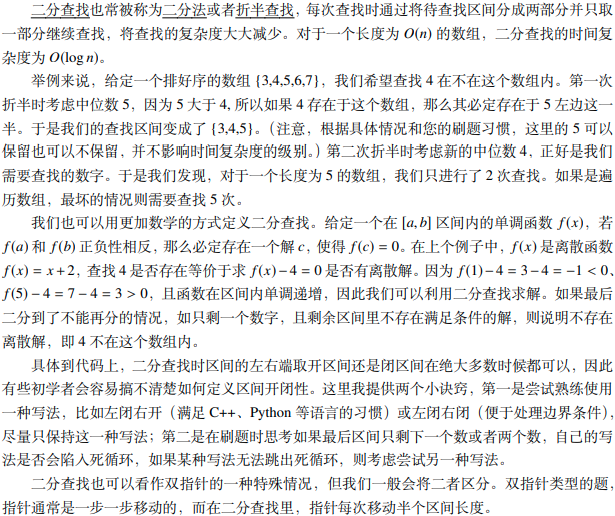 二分查找也常被称为二分法或者折半查找，每次查找时通过将待查找区间分成两部分并只取
一部分继续查找，将查找的复杂度大大减少。对于一个长度为 O(n) 的数组，二分查找的时间复
杂度为 O(log n)。
举例来说，给定一个排好序的数组 {3,4,5,6,7}，我们希望查找 4 在不在这个数组内。第一次
折半时考虑中位数 5，因为 5 大于 4, 所以如果 4 存在于这个数组，那么其必定存在于 5 左边这一
半。于是我们的查找区间变成了 {3,4,5}。（注意，根据具体情况和您的刷题习惯，这里的 5 可以
保留也可以不保留，并不影响时间复杂度的级别。）第二次折半时考虑新的中位数 4，正好是我们
需要查找的数字。于是我们发现，对于一个长度为 5 的数组，我们只进行了 2 次查找。如果是遍
历数组，最坏的情况则需要查找 5 次。
我们也可以用更加数学的方式定义二分查找。给定一个在 [a,b] 区间内的单调函数 f(x)，若
f(a) 和 f(b) 正负性相反，那么必定存在一个解 c，使得 f(c) = 0。在上个例子中，f(x) 是离散函数
f(x) = x+2，查找 4 是否存在等价于求 f(x)−4 = 0 是否有离散解。因为 f(1)−4 = 3−4 = −1 < 0、
f(5)−4 = 7−4 = 3 > 0，且函数在区间内单调递增，因此我们可以利用二分查找求解。如果最后
二分到了不能再分的情况，如只剩一个数字，且剩余区间里不存在满足条件的解，则说明不存在
离散解，即 4 不在这个数组内。
具体到代码上，二分查找时区间的左右端取开区间还是闭区间在绝大多数时候都可以，因此
有些初学者会容易搞不清楚如何定义区间开闭性。这里我提供两个小诀窍，第一是尝试熟练使用
一种写法，比如左闭右开（满足 C++、Python 等语言的习惯）或左闭右闭（便于处理边界条件），
尽量只保持这一种写法；第二是在刷题时思考如果最后区间只剩下一个数或者两个数，自己的写
法是否会陷入死循环，如果某种写法无法跳出死循环，则考虑尝试另一种写法。
二分查找也可以看作双指针的一种特殊情况，但我们一般会将二者区分。双指针类型的题，
指针通常是一步一步移动的，而在二分查找里，指针每次移动半个区间长度。